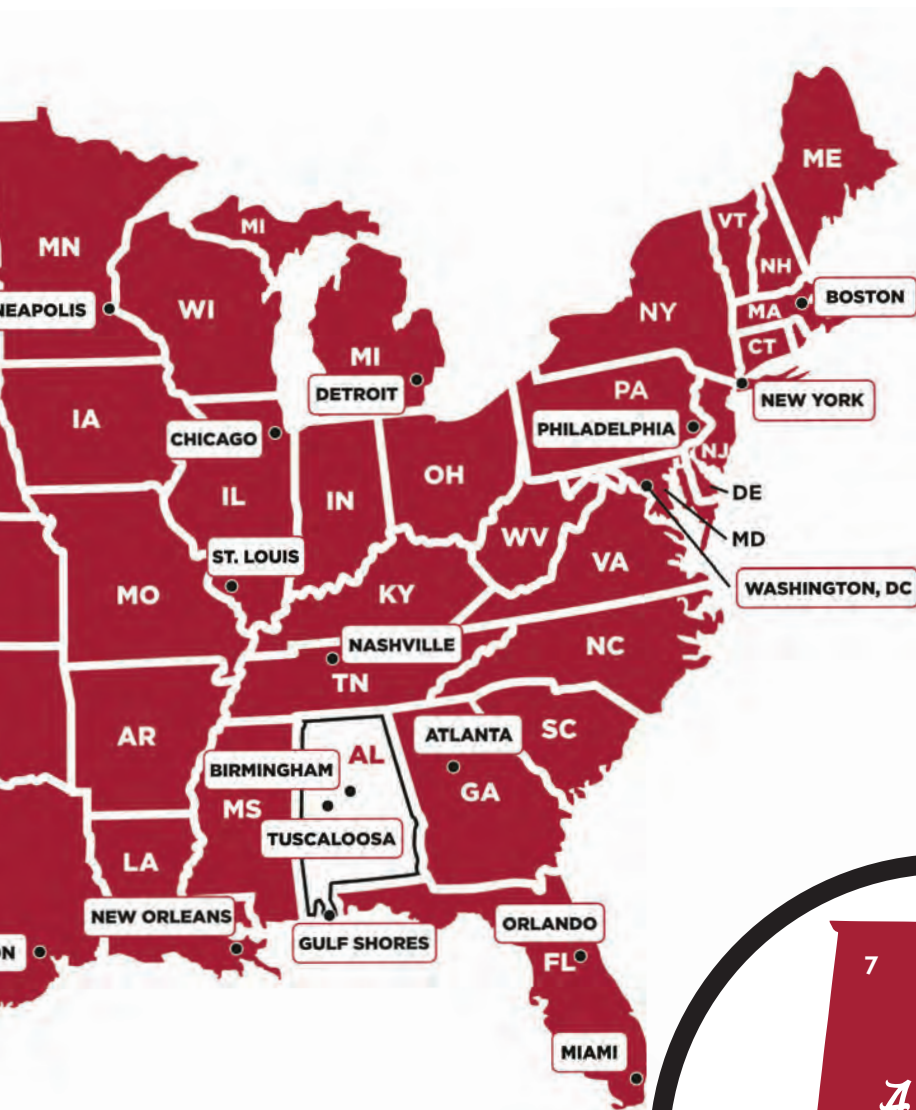 ME
MI
VT
MN
NH
BOSTON
NEAPOLIS
WI
NY
MA
CT
MI
DETROIT
PA
NEW YORK
IA
CHICAGO
PHILADELPHIA
NJ
OH
IL
IN
DE
WV
MD
ST. LOUIS
VA
WASHINGTON, DC
MO
KY
NASHVILLE
NC
TN
AR
ATLANTA
SC
AL
BIRMINGHAM
MS
GA
TUSCALOOSA
LA
NEW ORLEANS
ORLANDO
GULF SHORES
ON
FL
7
MIAMI
A